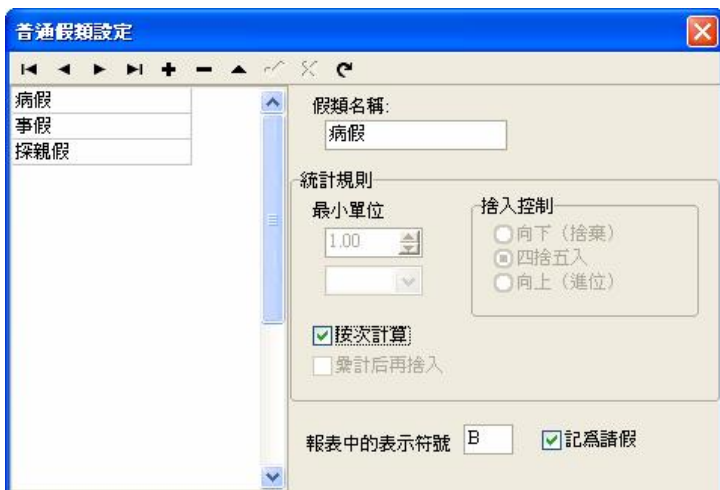 普通假類設定
病假
事假
探親假
假類名稱:
病假
統計規則
最小單位
1.00
捨入控制
向下（捨棄）
四捨五入
向上（進位）
按次計算
彙計后再捨入
報表中的表示符號 B
記爲請假